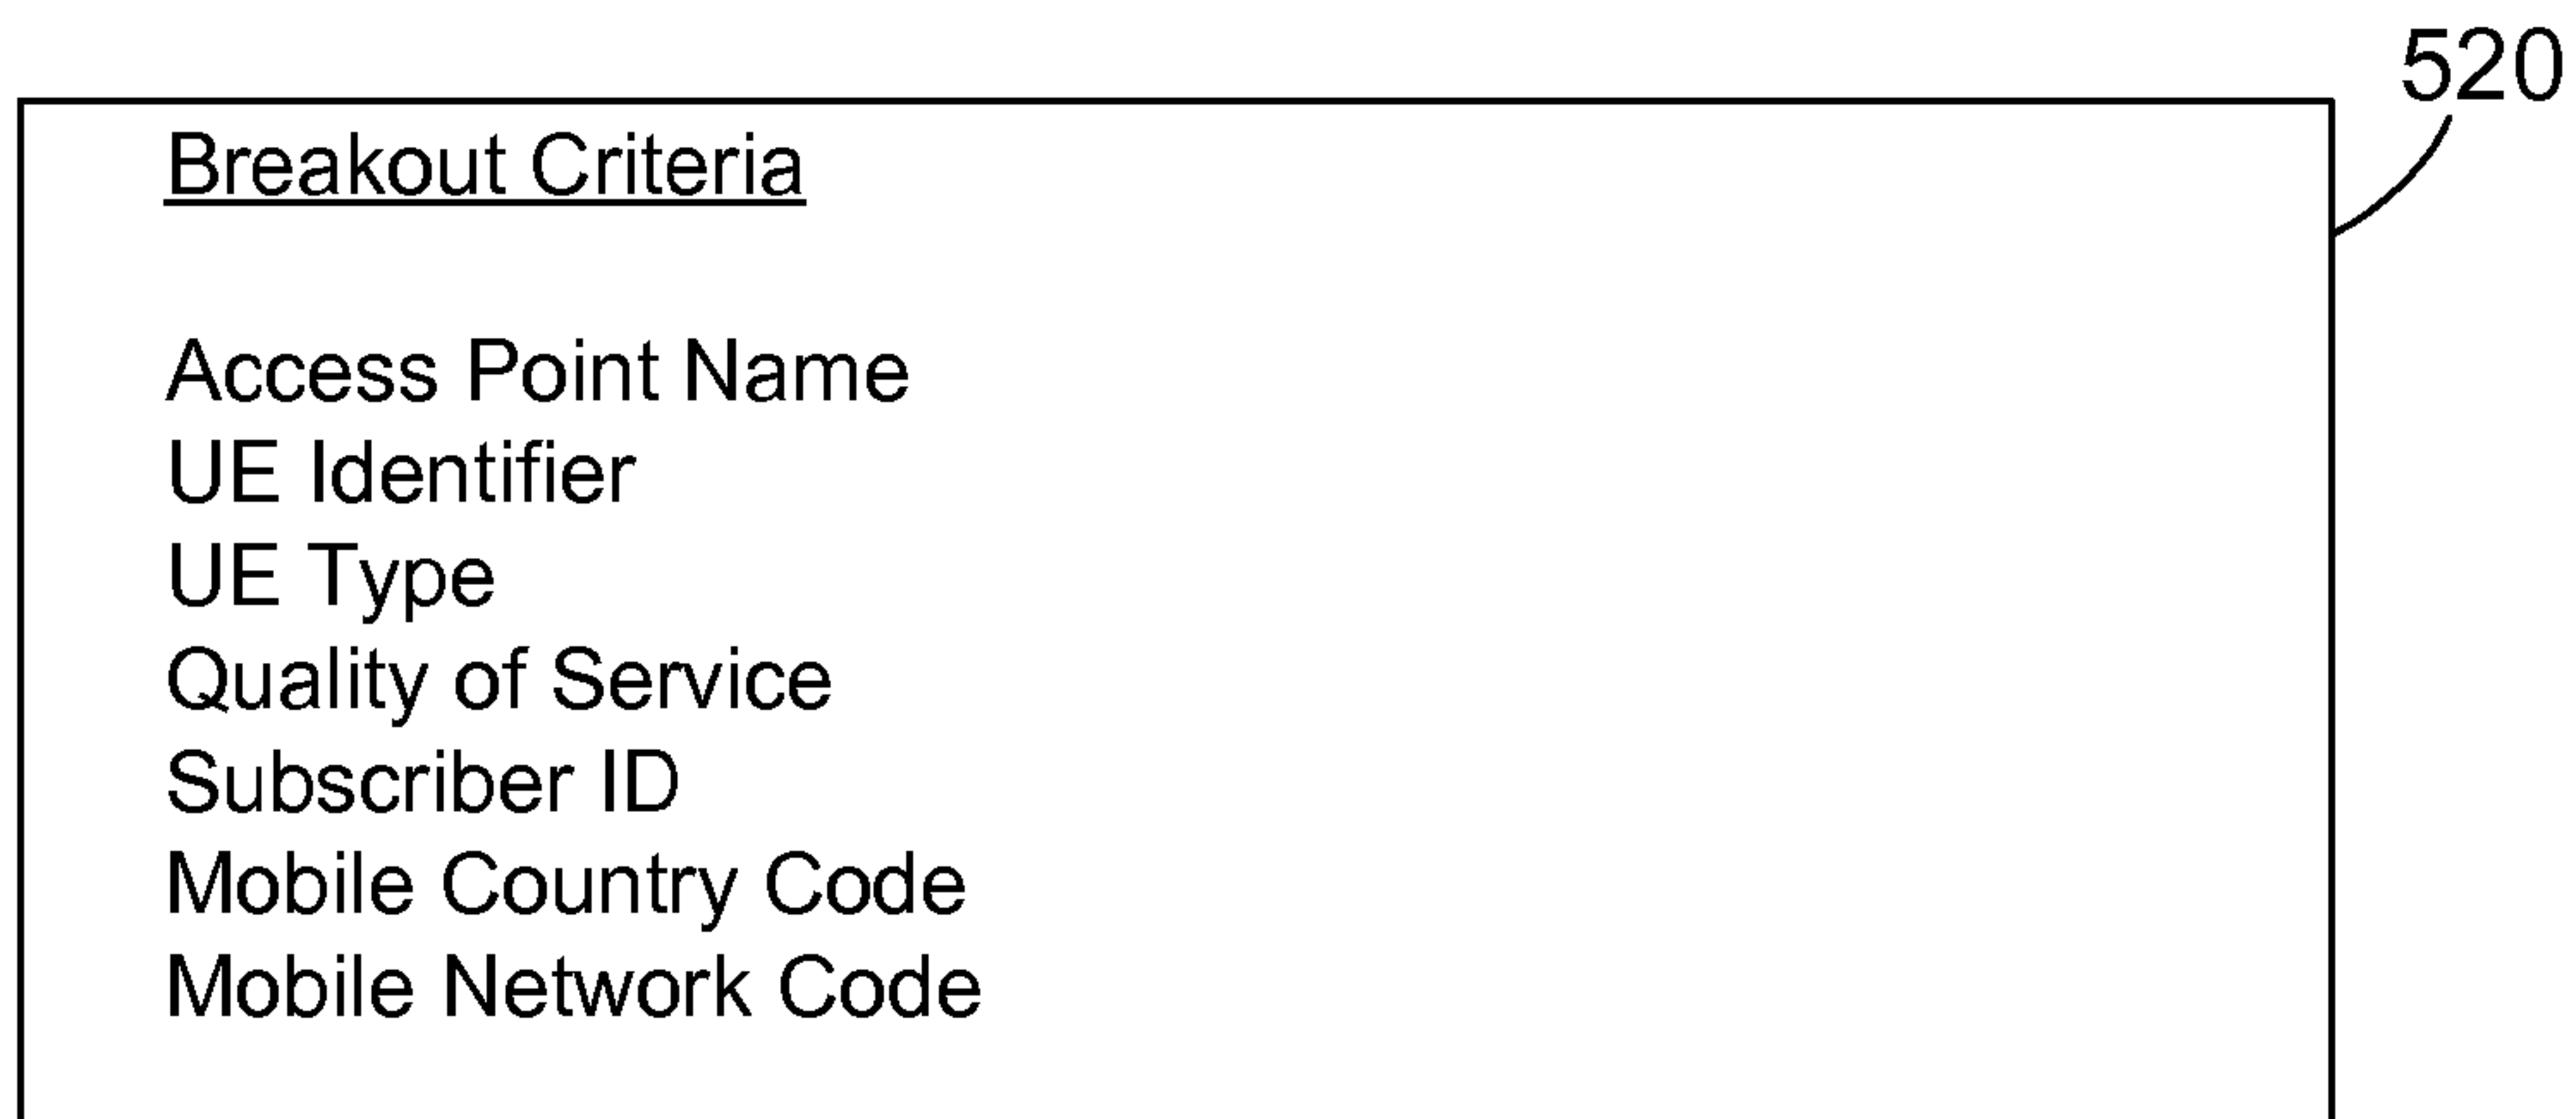 520
Breakout Criteria
Access Point Name
UE Identifier
UE Type
Quality of Service
Subscriber ID
Mobile Country Code
Mobile Network Code